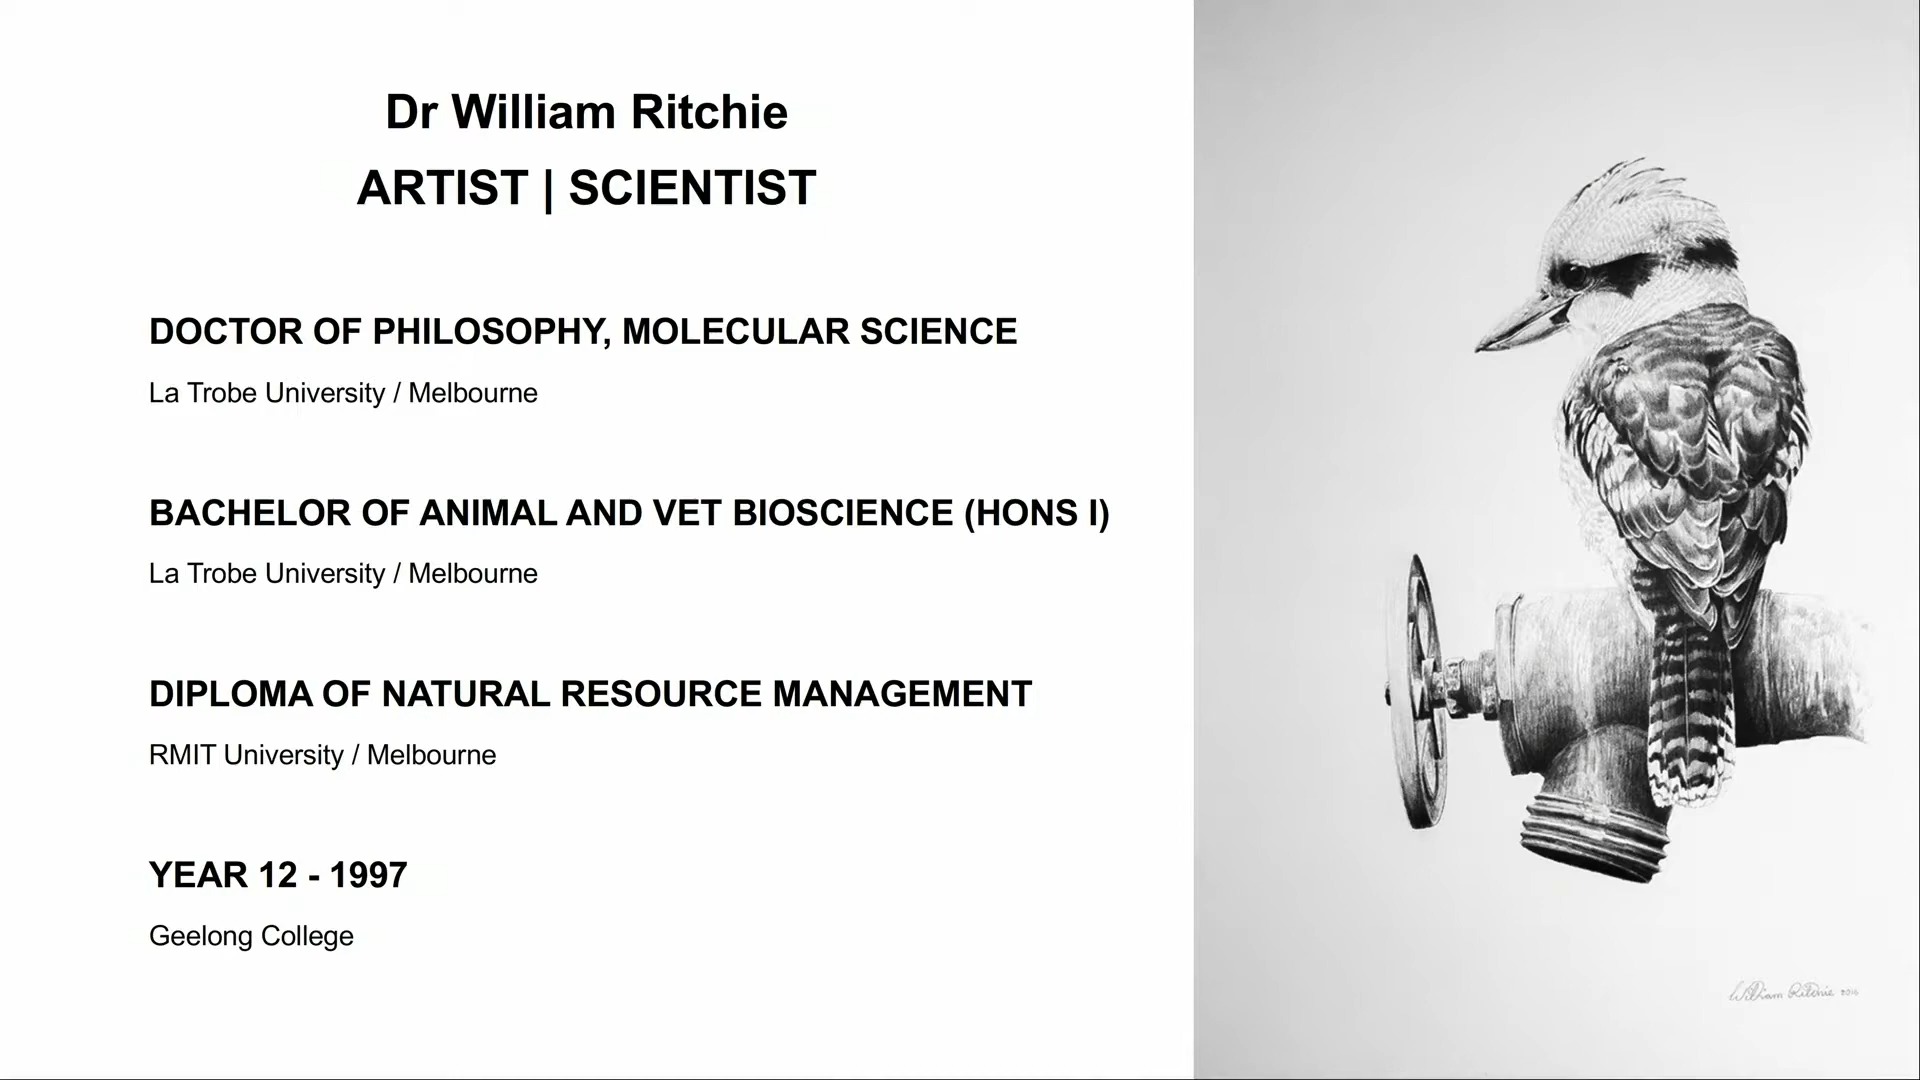 Dr William Ritchie
ARTIST | SCIENTIST
DOCTOR OF PHILOSOPHY, MOLECULAR SCIENCE
La Trobe University / Melbourne
BACHELOR OF ANIMAL AND VET BIOSCIENCE (HONS I)
La Trobe University / Melbourne
DIPLOMA OF NATURAL RESOURCE MANAGEMENT
RMIT University / Melbourne
YEAR 12 - 1997
Geelong College
William Ritchie